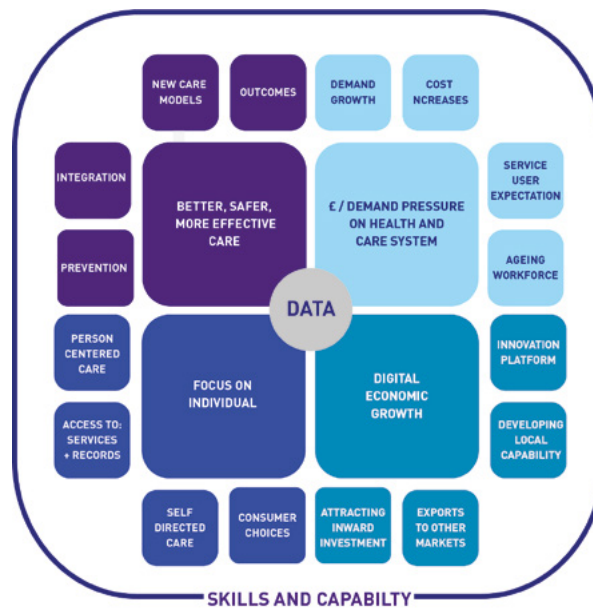 NEW CARE
MODELS
OUTCOMES
DEMAND
GROWTH
COST
NCREASES
INTEGRATION
PREVENTION
BETTER, SAFER,
MORE EFFECTIVE
CARE
£ / DEMAND PRESSURE
ON HEALTH AND
CARE SYSTEM
SERVICE
USER
EXPECTATION
AGEING
WORKFORCE
DATA
PERSON
CENTERED
CARE
ACCESS TO:
SERVICES
+ RECORDS
FOCUS ON
INDIVIDUAL
DIGITAL
ECONOMIC
GROWTH
INNOVATION
PLATFORM
DEVELOPING
LOCAL
CAPABILITY
SELF
DIRECTED
CARE
CONSUMER
CHOICES
ATTRACTING
INWARD
INVESTMENT
EXPORTS
TO OTHER
MARKETS
SKILLS AND CAPABILTY